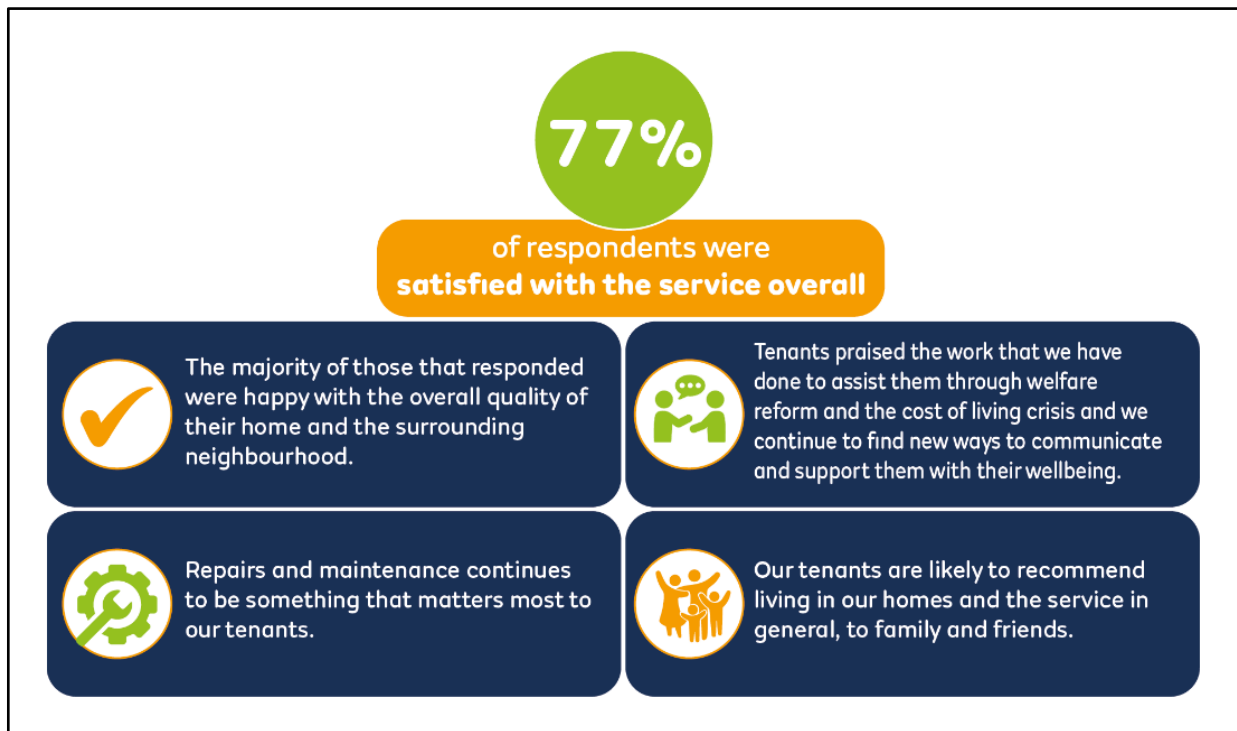 77%
of respondents were
satisfied with the service overall
The majority of those that responded
were happy with the overall quality of
their home and the surrounding
neighbourhood.
Tenants praised the work that we have
done to assist them through welfare
reform and the cost of living crisis and we
continue to find new ways to communicate
and support them with their wellbeing.
Repairs and maintenance continues
to be something that matters most to
our tenants.
Our tenants are likely to recommend
living in our homes and the service in
general, to family and friends.